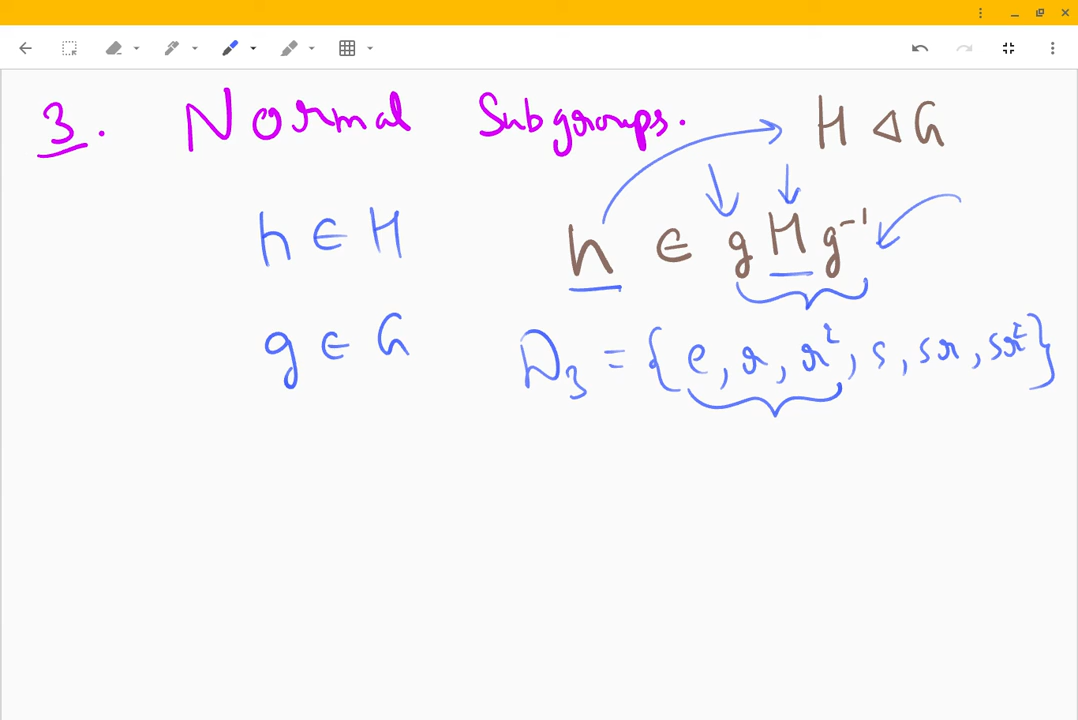 3. Normal Subgroups.
H ◁ G
h ∈ H
h ∈ gHg⁻¹
g ∈ G
D₃ = {e, r, r², s, sr, sr²}